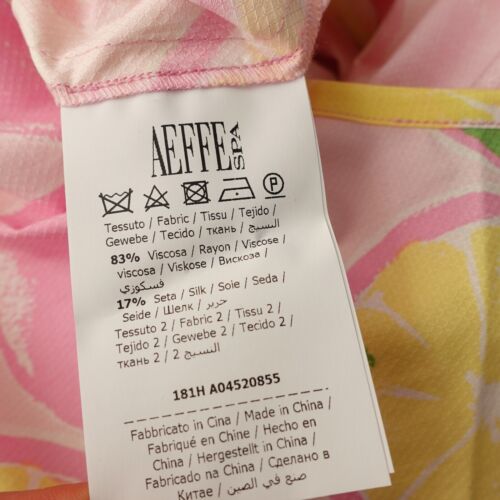 AEFFE SPA
P
Tessuto / Fabric / Tissu / Tejido /
Gewebe / Tecido / ткань / النسيج
83% Viscosa / Rayon / Viscose /
viscosa / Viskose / Вискоза /
فسكوزي
17% Seta / Silk / Soie / Seda /
Seide / Шелк / حرير /
Tessuto 2 / Fabric 2 / Tissu 2 /
Tejido 2 / Gewebe 2 / Tecido 2 /
ткань 2 / 2 النسيج
181H A04520855
Fabbricato in Cina / Made in China /
Fabriqué en Chine / Hecho en
China / Hergestellt in China /
Fabricado na China / Сделано в
Китае / صنع في الصين